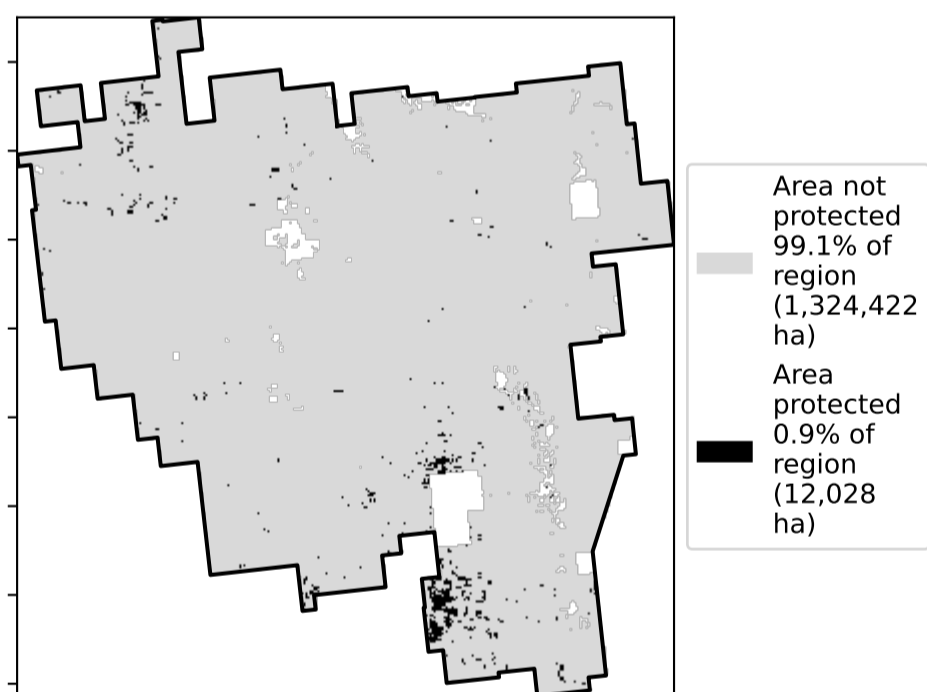 Area not
protected
99.1% of
region
(1,324,422
ha)
Area
protected
0.9% of
region
(12,028
ha)